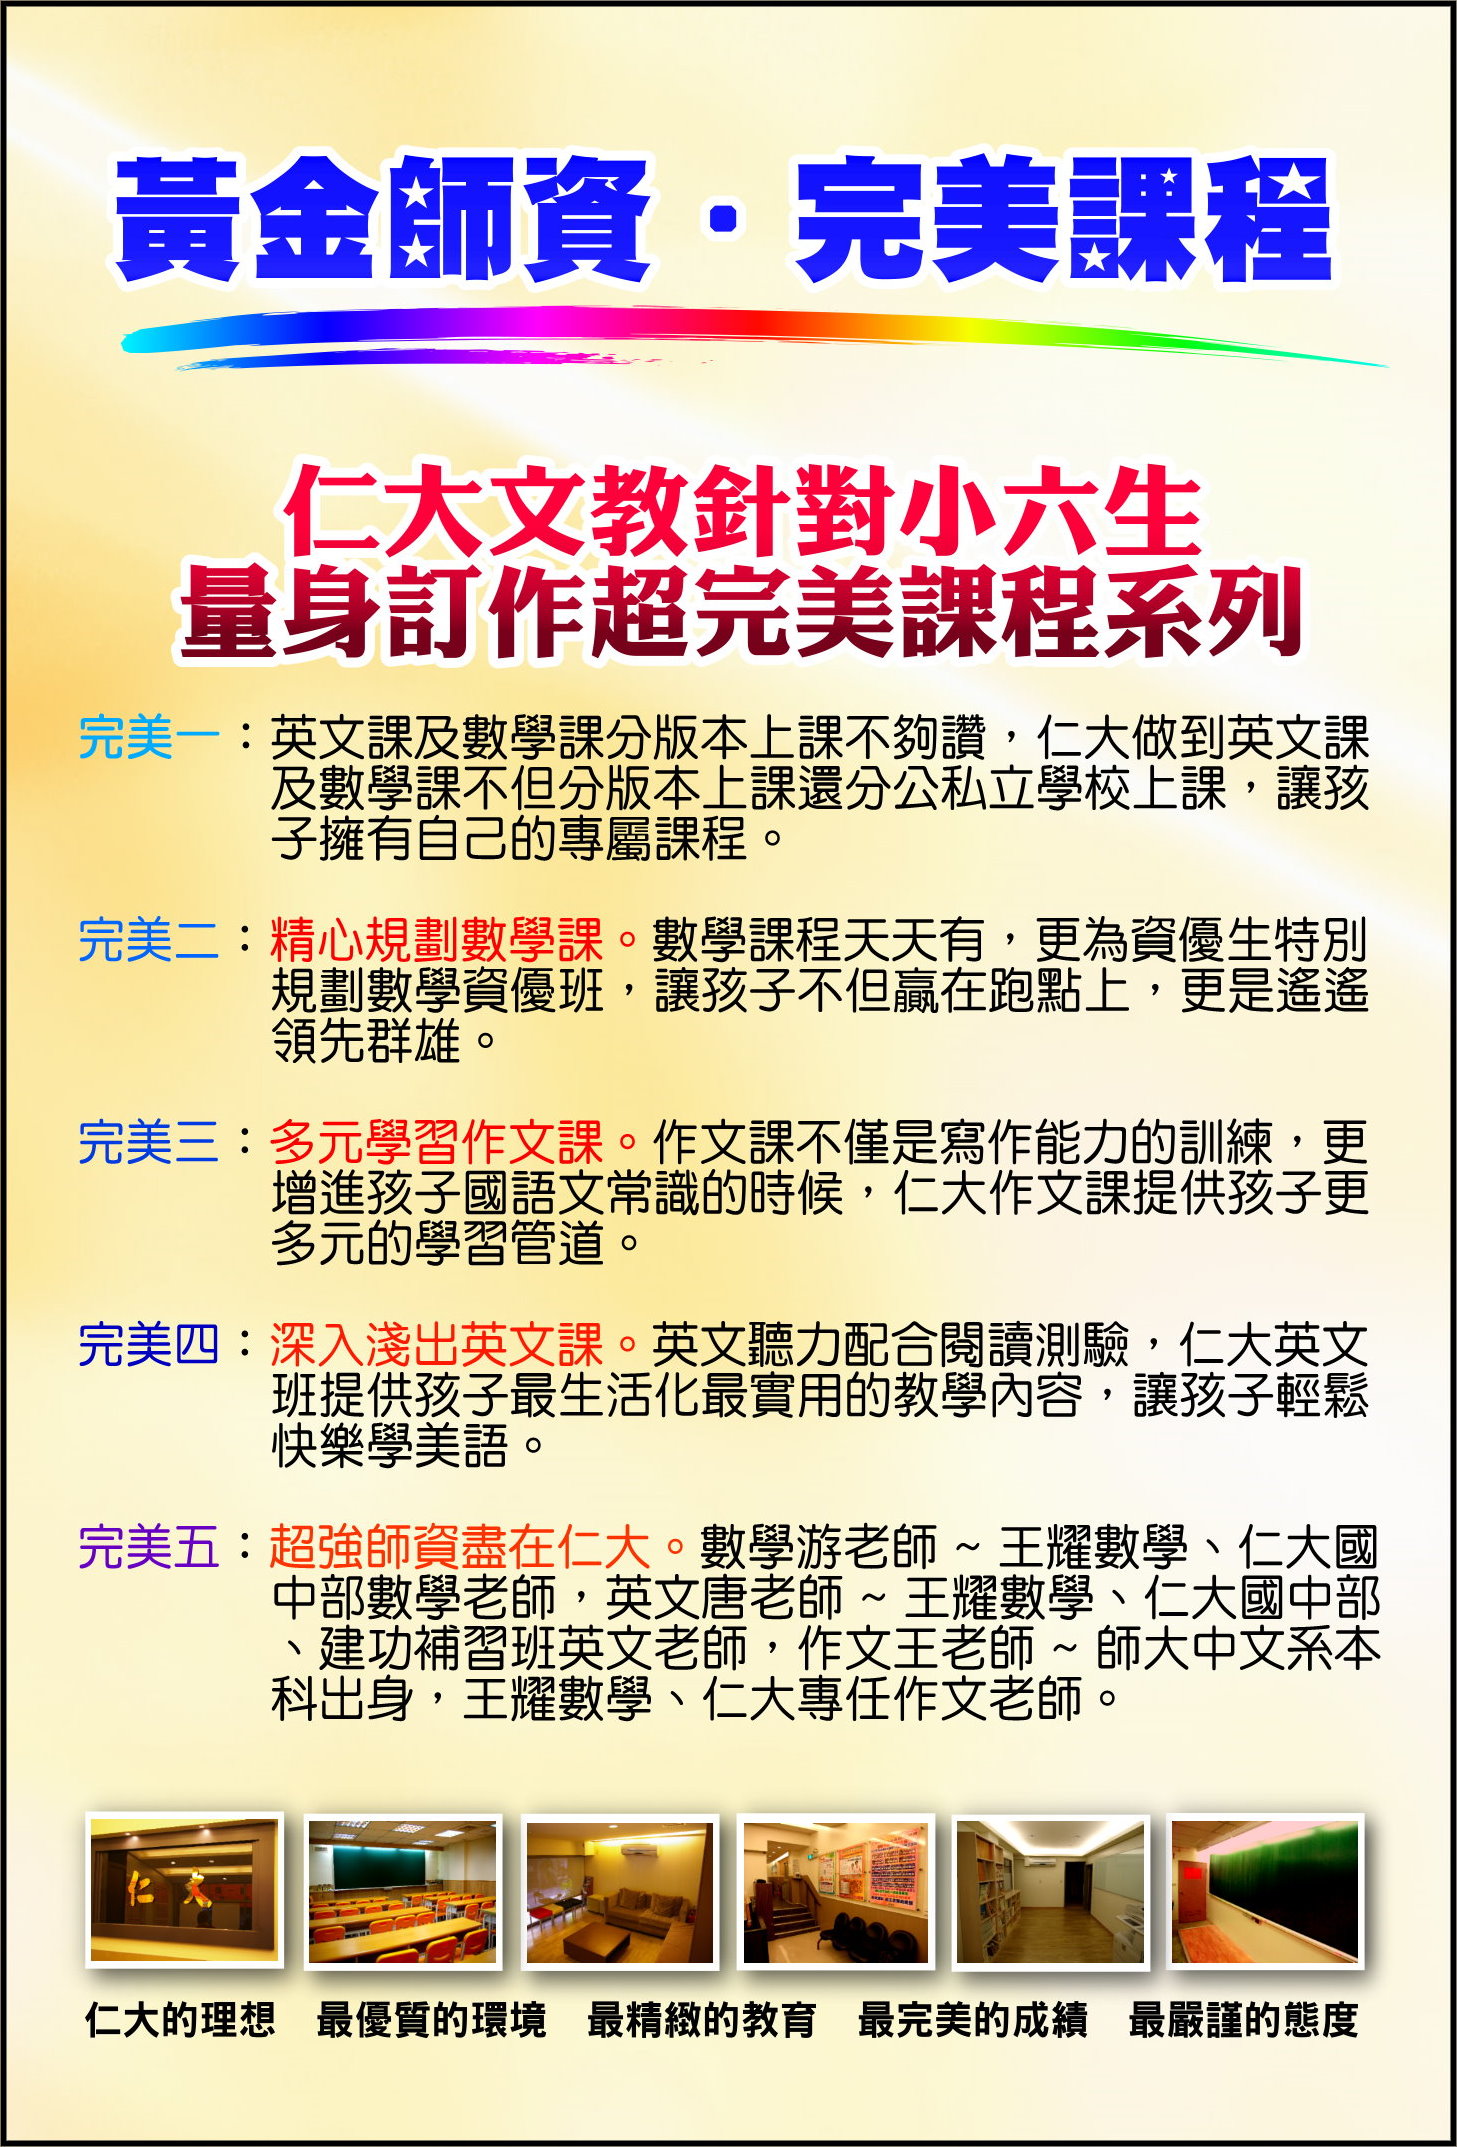 黃金師資・完美課程
仁大文教針對小六生
量身訂作超完美課程系列
完美一：英文課及數學課分版本上課不夠讚，仁大做到英文課
及數學課不但分版本上課還分公私立學校上課，讓孩
子擁有自己的專屬課程。
完美二：精心規劃數學課。數學課程天天有，更為資優生特別
規劃數學資優班，讓孩子不但贏在跑點上，更是遙遙
領先群雄。
完美三：多元學習作文課。作文課不僅是寫作能力的訓練，更
增進孩子國語文常識的時候，仁大作文課提供孩子更
多元的學習管道。
完美四：深入淺出英文課。英文聽力配合閱讀測驗，仁大英文
班提供孩子最生活化最實用的教學內容，讓孩子輕鬆
快樂學美語。
完美五：超強師資盡在仁大。數學游老師 ~ 王耀數學、仁大國
中部數學老師，英文唐老師 ~ 王耀數學、仁大國中部
、建功補習班英文老師，作文王老師 ~ 師大中文系本
科出身，王耀數學、仁大專任作文老師。
仁大
仁大的理想 最優質的環境 最精緻的教育 最完美的成績 最嚴謹的態度